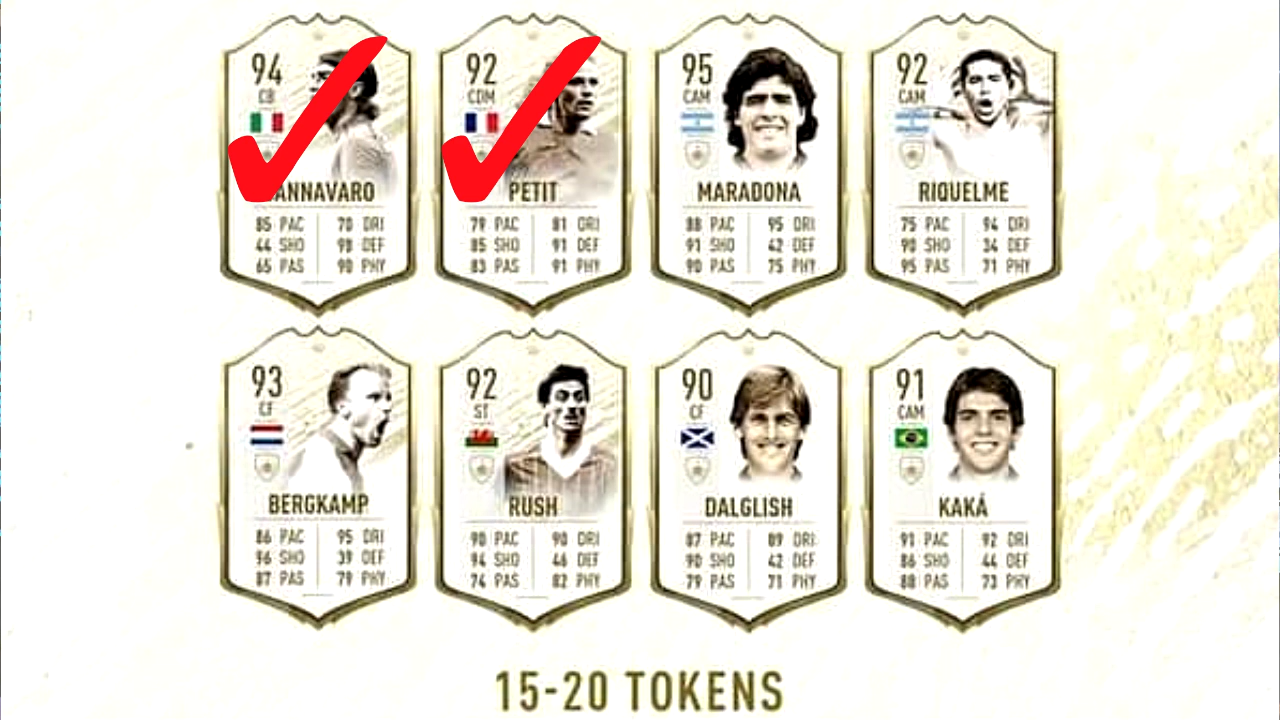 94
CB
ANNAVARO
85 PAC 70 DRI
44 SHO 98 DEF
65 PAS 90 PHY
92
CDM
PETIT
79 PAC 81 DRI
85 SHO 91 DEF
83 PAS 91 PHY
95
CAM
MARADONA
88 PAC 95 DRI
91 SHO 42 DEF
90 PAS 75 PHY
92
CAM
RIQUELME
75 PAC 94 DRI
90 SHO 34 DEF
95 PAS 71 PHY
93
CF
BERGKAMP
86 PAC 95 DRI
96 SHO 39 DEF
87 PAS 79 PHY
92
ST
RUSH
90 PAC 90 DRI
94 SHO 46 DEF
74 PAS 82 PHY
90
CF
DALGLISH
87 PAC 89 DRI
90 SHO 42 DEF
79 PAS 71 PHY
91
CAM
KAKÁ
91 PAC 92 DRI
86 SHO 44 DEF
88 PAS 73 PHY
15-20 TOKENS